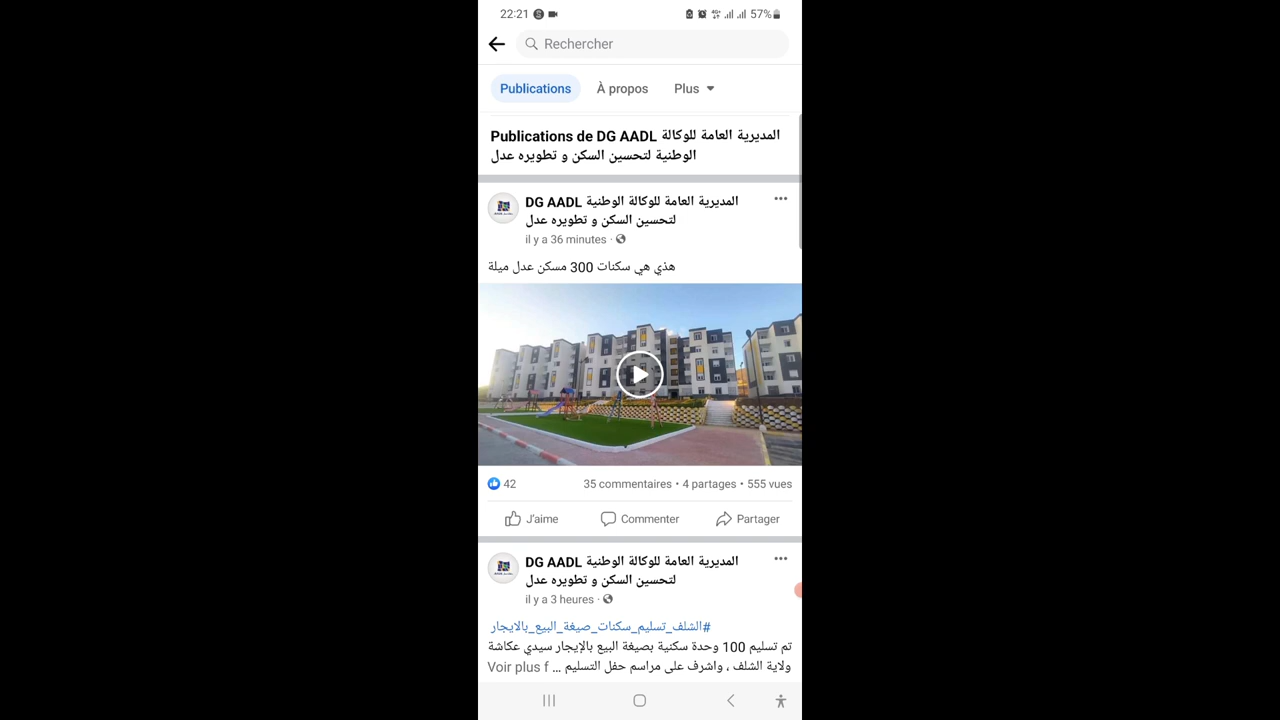 22:21
57%
Rechercher
Publications
À propos
Plus
Publications de DG AADL المديرية العامة للوكالة
الوطنية لتحسين السكن و تطويره عدل
DG AADL المديرية العامة للوكالة الوطنية
لتحسين السكن و تطويره عدل
il y a 36 minutes ·
هذي هي سكنات 300 مسكن عدل ميلة
42
35 commentaires • 4 partages • 555 vues
J'aime
Commenter
Partager
DG AADL المديرية العامة للوكالة الوطنية
لتحسين السكن و تطويره عدل
il y a 3 heures ·
#الشلف_تسليم_سكنات_صيغة_البيع_بالايجار
تم تسليم 100 وحدة سكنية بصيغة البيع بالإيجار سيدي عكاشة
ولاية الشلف ، واشرف على مراسم حفل التسليم ... Voir plus f